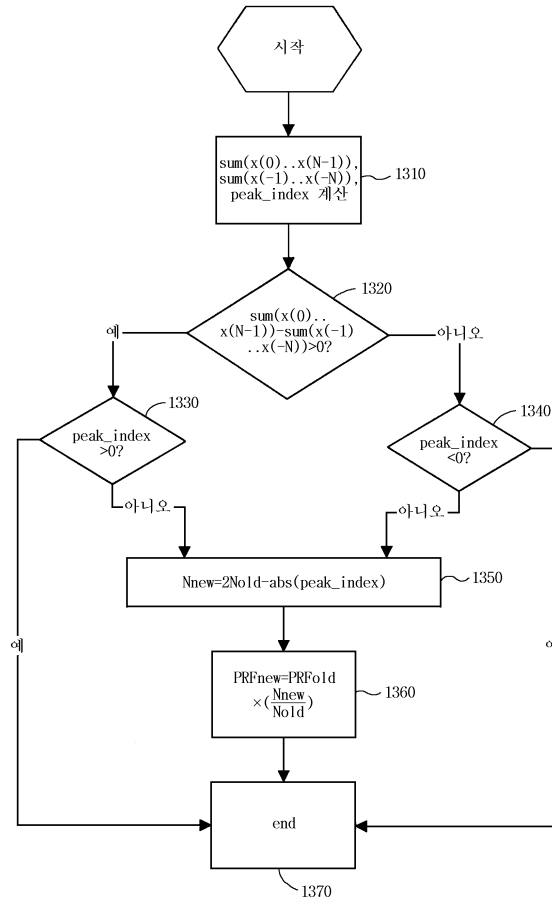 시작
sum(x(0)..x(N-1)),
sum(x(-1)..x(-N)),
peak_index 계산
1310
1320
sum(x(0)..
x(N-1))-sum(x(-1)
..x(-N))>0?
예
아니오
1330
peak_index
>0?
1340
peak_index
<0?
아니오
아니오
Nnew=2Nold-abs(peak_index)
1350
예
PRFnew=PRFold
×(Nnew
Nold)
1360
end
1370